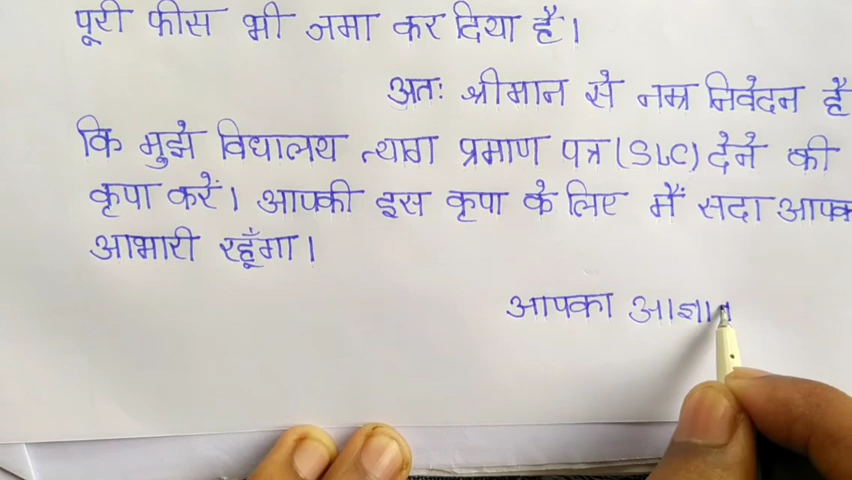 पूरी फीस भी जमा कर दिया है।
अतः श्रीमान से नम्र निवेदन है
कि मुझे विधालय त्याग प्रमाण पत्र (SLC) देने की
कृपा करें। आपकी इस कृपा के लिए मैं सदा आपक
आभारी रहूँगा।
आपका आज्ञा